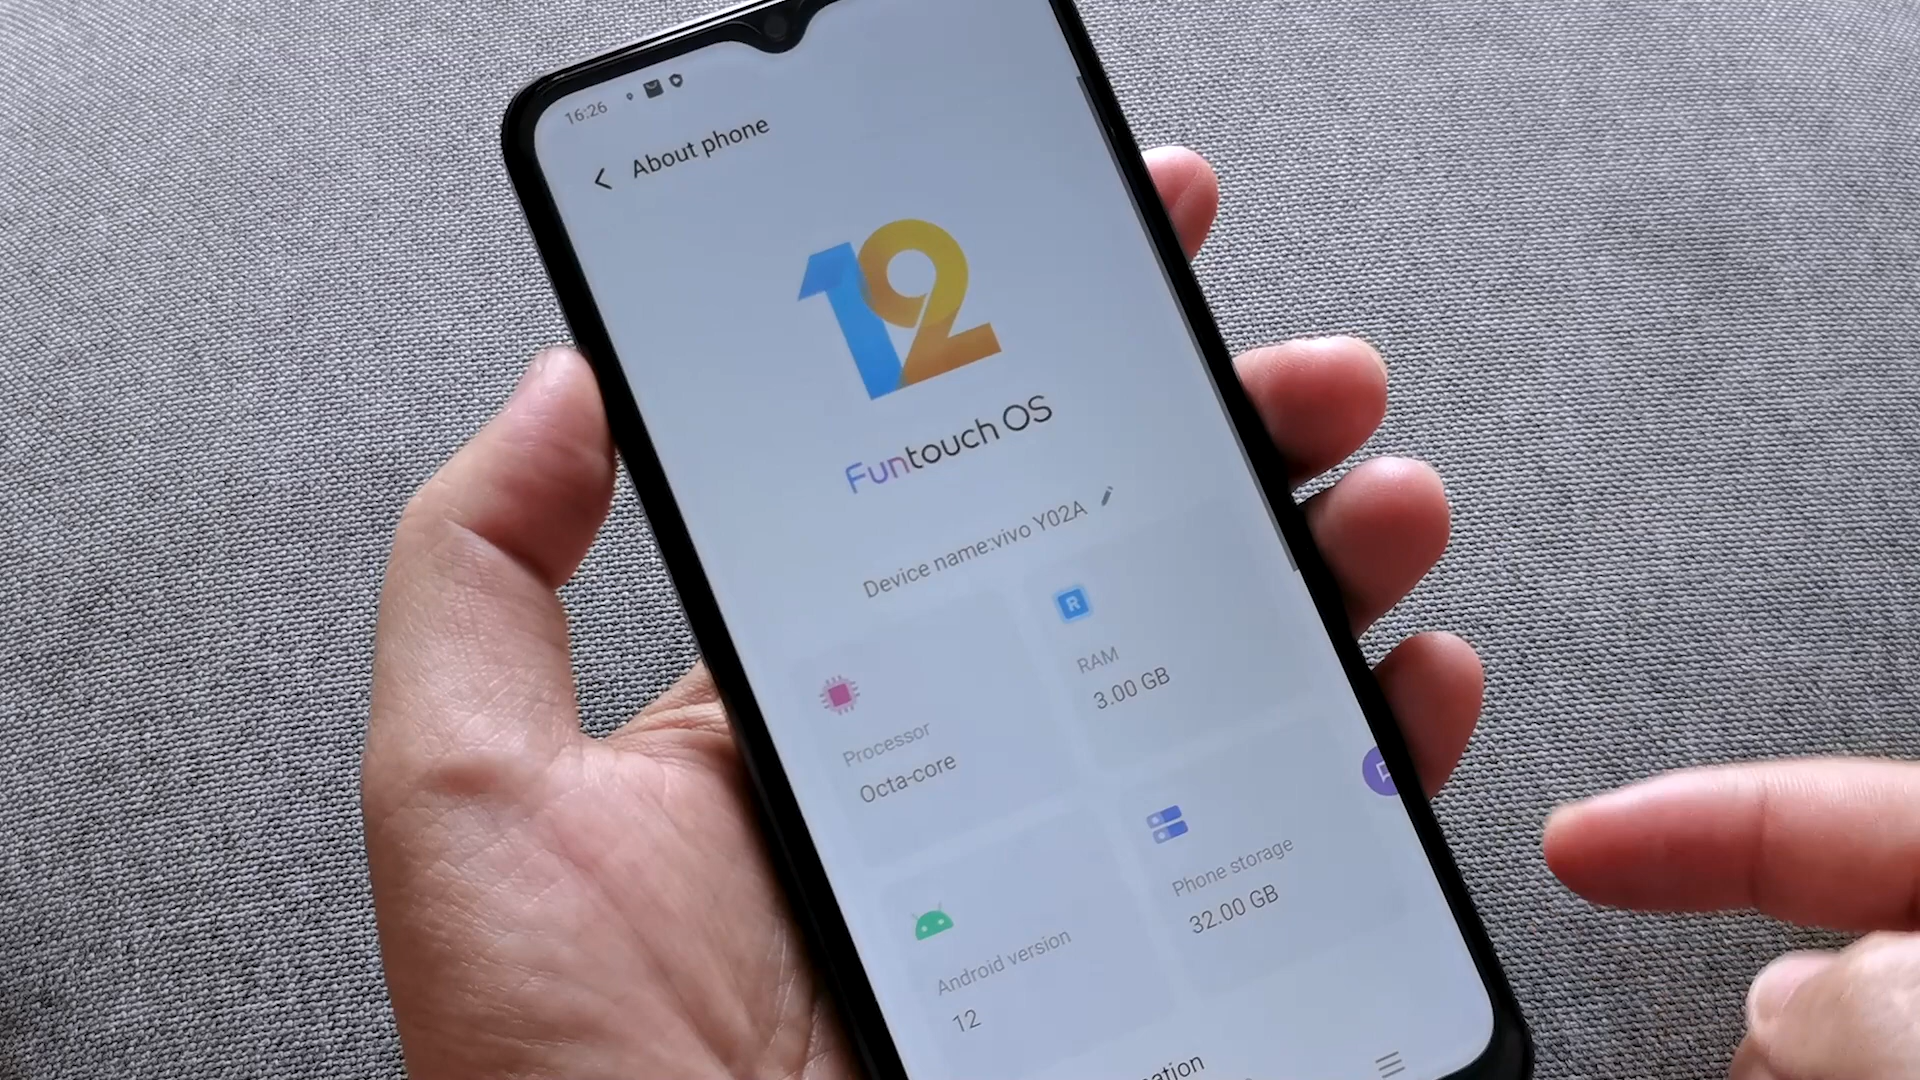 16:26
About phone
12
Funtouch OS
Device name:vivo Y02A
Processor
Octa-core
R
RAM
3.00 GB
Android version
12
Phone storage
32.00 GB